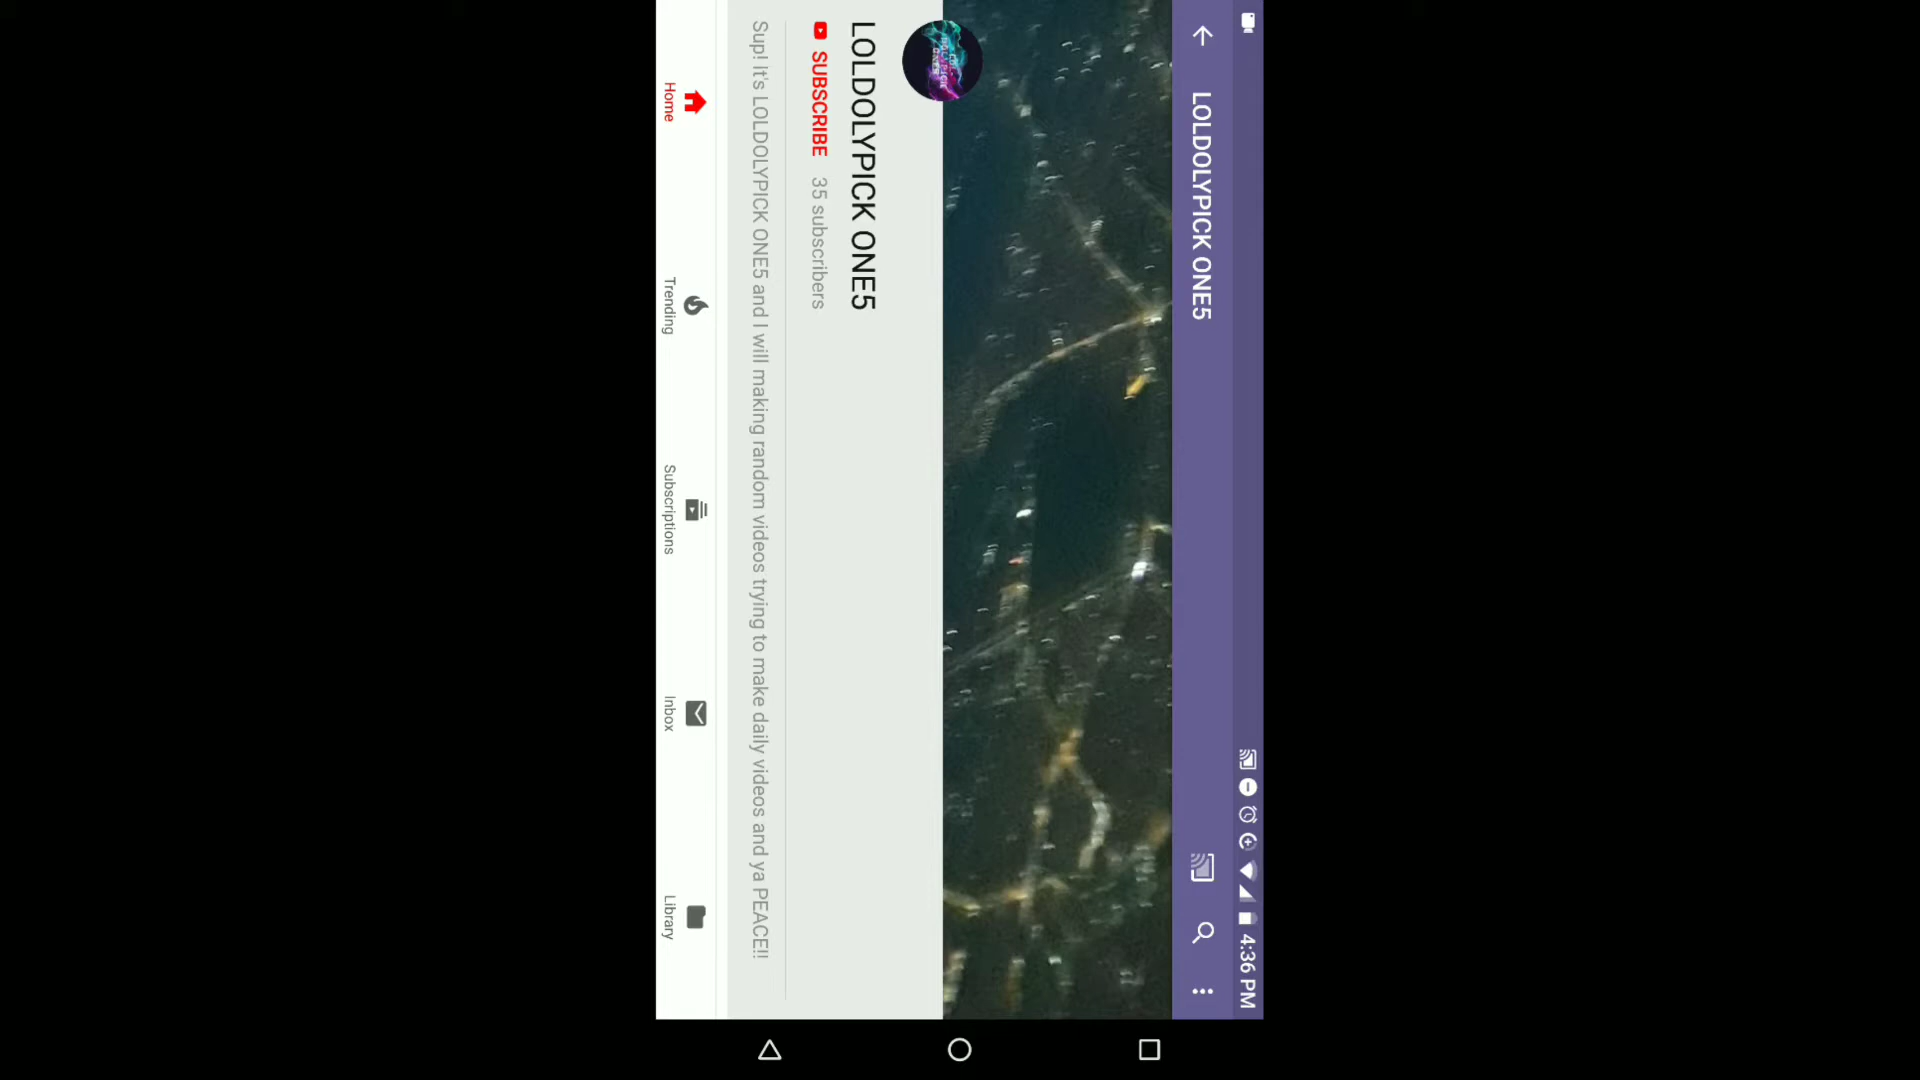 4:36 PM
LOLDOLYPICK ONE5
LOLDOLYPICK ONE5
SUBSCRIBE 35 subscribers
Sup! It's LOLDOLYPICK ONE5 and I will making random videos trying to make daily videos and ya PEACE!!
Home Trending Subscriptions Inbox Library